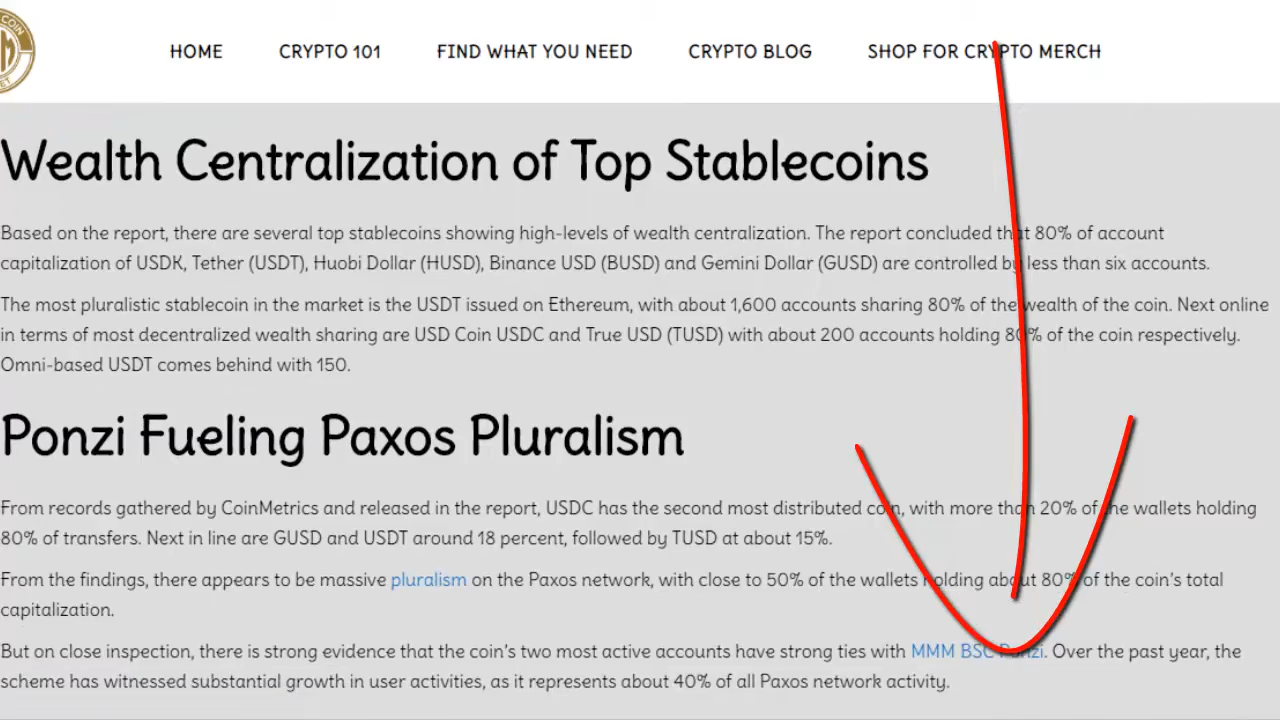 COIN
M
ET
HOME CRYPTO 101 FIND WHAT YOU NEED CRYPTO BLOG SHOP FOR CRYPTO MERCH
Wealth Centralization of Top Stablecoins
Based on the report, there are several top stablecoins showing high-levels of wealth centralization. The report concluded that 80% of account
capitalization of USDK, Tether (USDT), Huobi Dollar (HUSD), Binance USD (BUSD) and Gemini Dollar (GUSD) are controlled by less than six accounts.
The most pluralistic stablecoin in the market is the USDT issued on Ethereum, with about 1,600 accounts sharing 80% of the wealth of the coin. Next online
in terms of most decentralized wealth sharing are USD Coin USDC and True USD (TUSD) with about 200 accounts holding 80% of the coin respectively.
Omni-based USDT comes behind with 150.
Ponzi Fueling Paxos Pluralism
From records gathered by CoinMetrics and released in the report, USDC has the second most distributed coin, with more than 20% of the wallets holding
80% of transfers. Next in line are GUSD and USDT around 18 percent, followed by TUSD at about 15%.
From the findings, there appears to be massive pluralism on the Paxos network, with close to 50% of the wallets holding about 80% of the coin's total
capitalization.
But on close inspection, there is strong evidence that the coin's two most active accounts have strong ties with MMM BSC Ponzi. Over the past year, the
scheme has witnessed substantial growth in user activities, as it represents about 40% of all Paxos network activity.